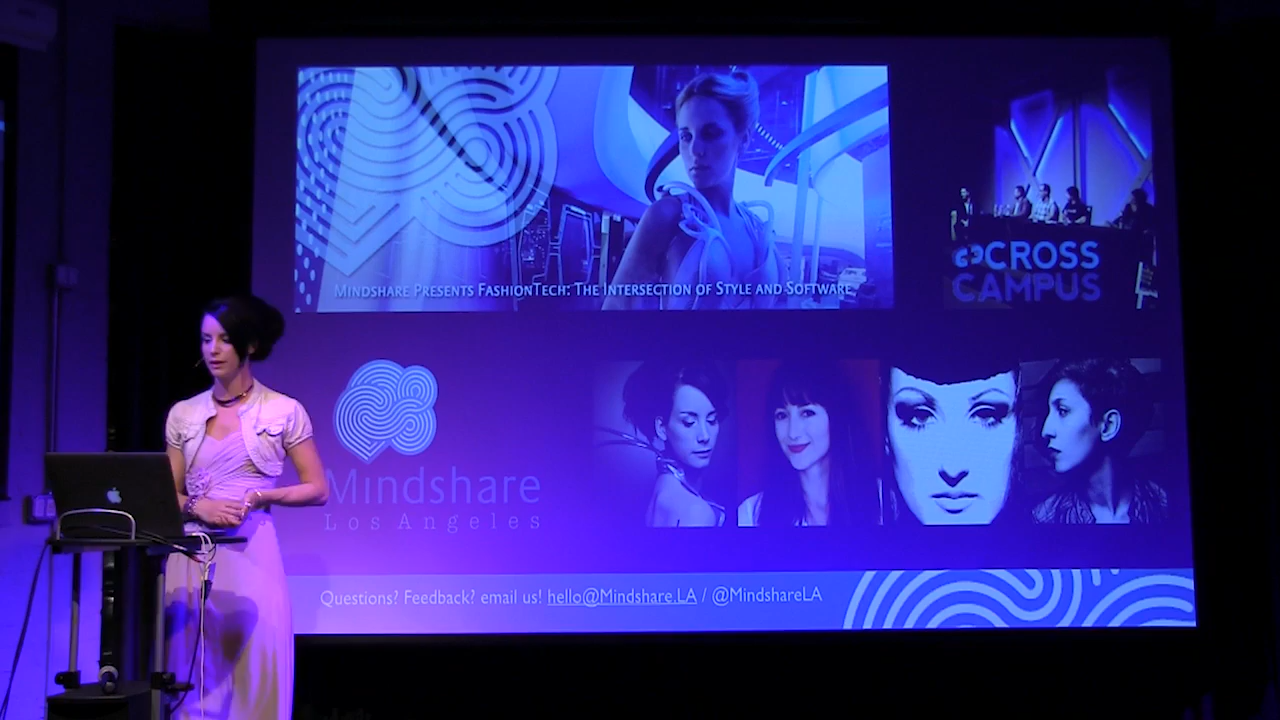 MINDSHARE PRESENTS FASHIONTECH: THE INTERSECTION OF STYLE AND SOFTWARE
CROSS
CAMPUS
Mindshare
Los Angeles
Questions? Feedback? email us! hello@Mindshare.LA / @MindshareLA